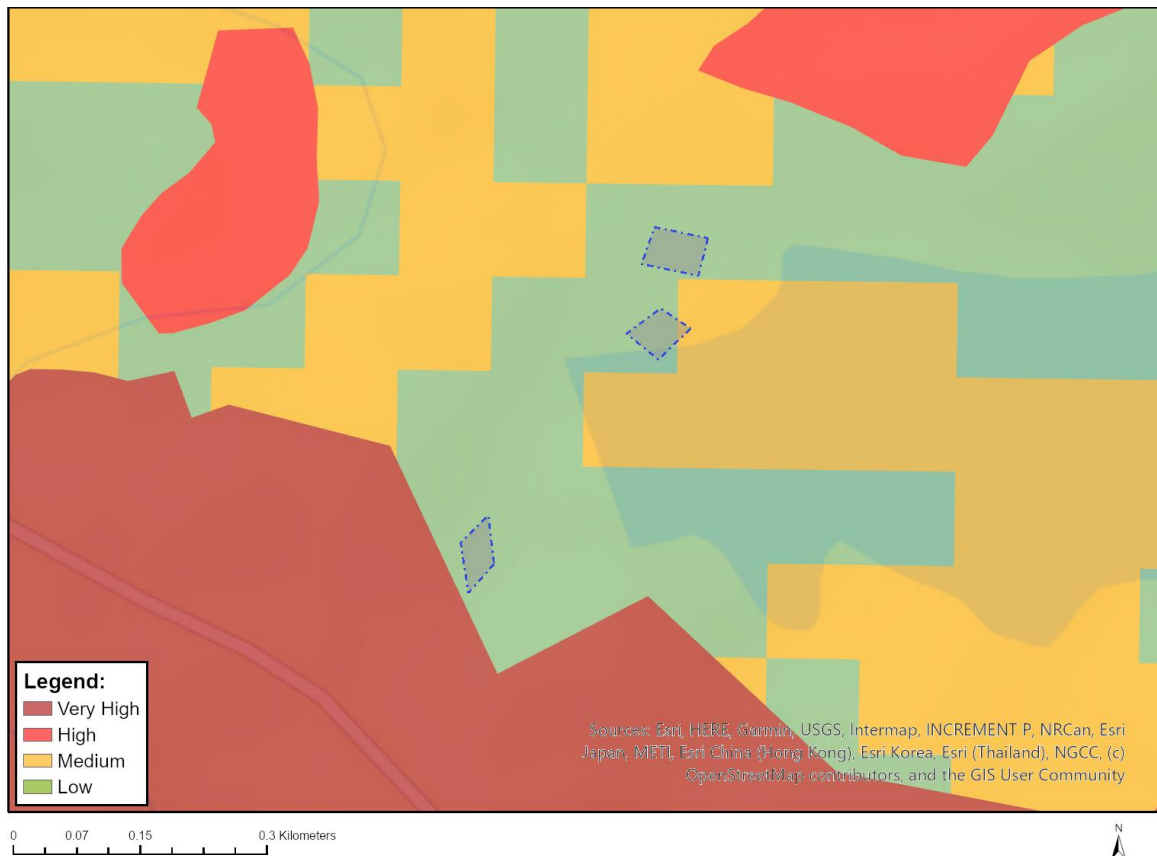 Legend:
Very High
High
Medium
Low
Sources: Esri, HERE, Garmin, USGS, Intermap, INCREMENT P, NRCan, Esri
Japan, METI, Esri China (Hong Kong), Esri Korea, Esri (Thailand), NGCC, (c)
OpenStreetMap contributors, and the GIS User Community
0 0.07 0.15 0.3 Kilometers
N